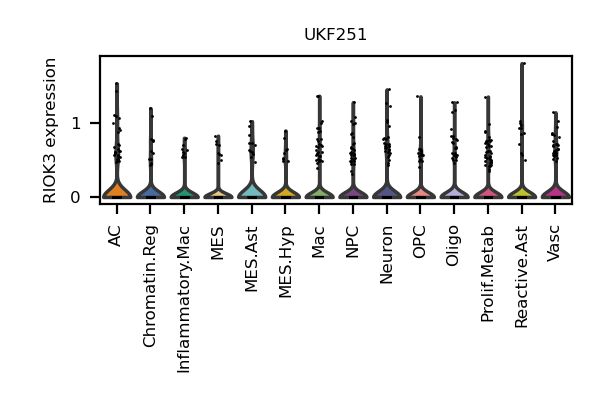 UKF251
RIOK3 expression
1
0
AC
Chromatin.Reg
Inflammatory.Mac
MES
MES.Ast
MES.Hyp
Mac
NPC
Neuron
OPC
Oligo
Prolif.Metab
Reactive.Ast
Vasc